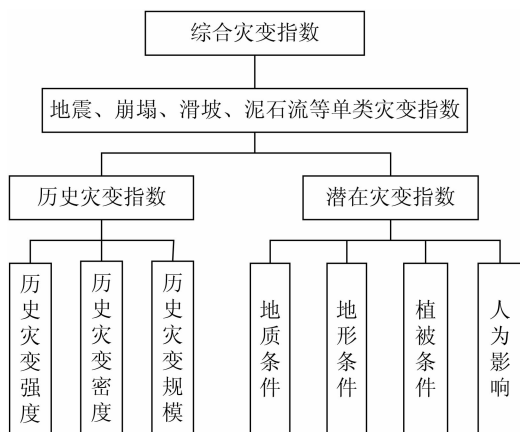 综合灾变指数
地震、崩塌、滑坡、泥石流等单类灾变指数
历史灾变指数
潜在灾变指数
历史灾变强度
历史灾变密度
历史灾变规模
地质条件
地形条件
植被条件
人为影响